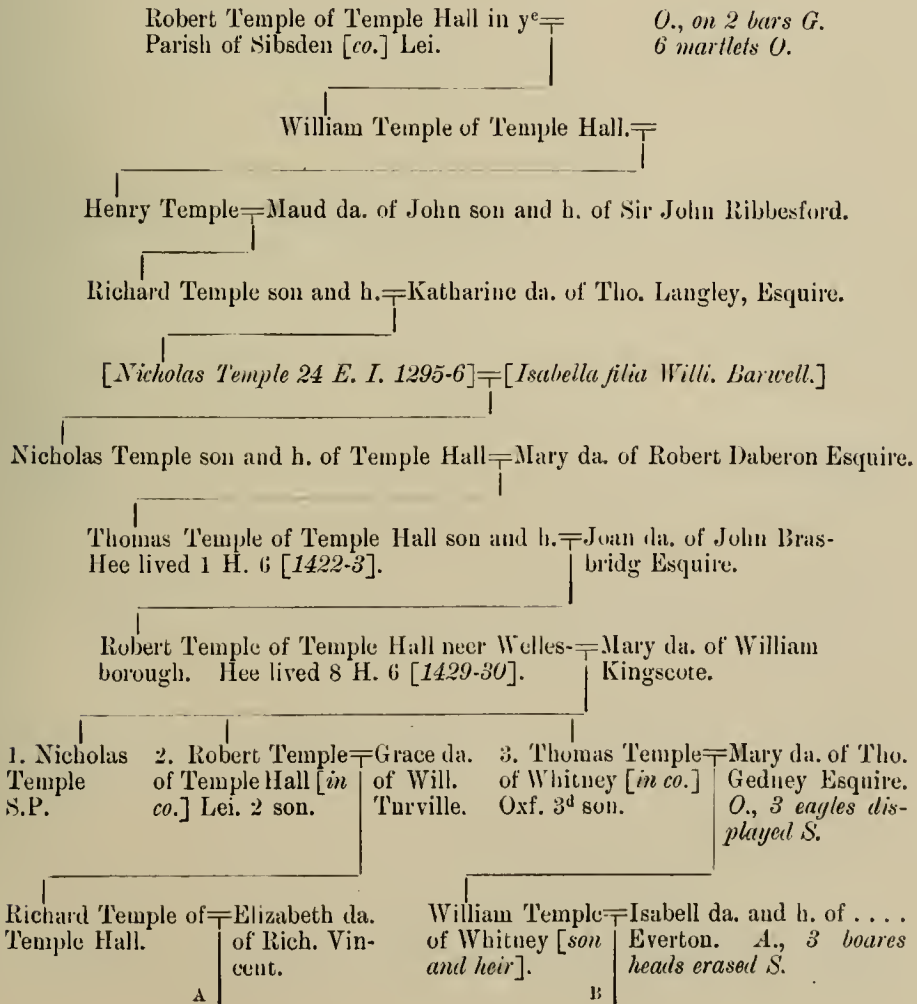 Robert Temple of Temple Hall in yᵉ
Parish of Sibsden [co.] Lei.
O., on 2 bars G.
6 martlets O.
William Temple of Temple Hall.
Henry Temple=Maud da. of John son and h. of Sir John Ribbesford.
Richard Temple son and h.=Katharine da. of Tho. Langley, Esquire.
[Nicholas Temple 24 E. I. 1295-6]=[Isabella filia Willi. Barwell.]
Nicholas Temple son and h. of Temple Hall=Mary da. of Robert Daberon Esquire.
Thomas Temple of Temple Hall son and h.=Joan da. of John Bras-
Hee lived 1 H. 6 [1422-3]. bridg Esquire.
Robert Temple of Temple Hall neer Welles-=Mary da. of William
borough. Hee lived 8 H. 6 [1429-30]. Kingscote.
1. Nicholas
Temple
S.P.
2. Robert Temple=Grace da.
of Temple Hall [in of Will.
co.] Lei. 2 son. Turville.
3. Thomas Temple=Mary da. of Tho.
of Whitney [in co.] Gedney Esquire.
Oxf. 3ᵈ son. O., 3 eagles dis-
played S.
Richard Temple of=Elizabeth da.
Temple Hall. of Rich. Vin-
cent.
A
William Temple=Isabell da. and h. of . . . .
of Whitney [son Everton. A., 3 boares
and heir]. heads erased S.
B